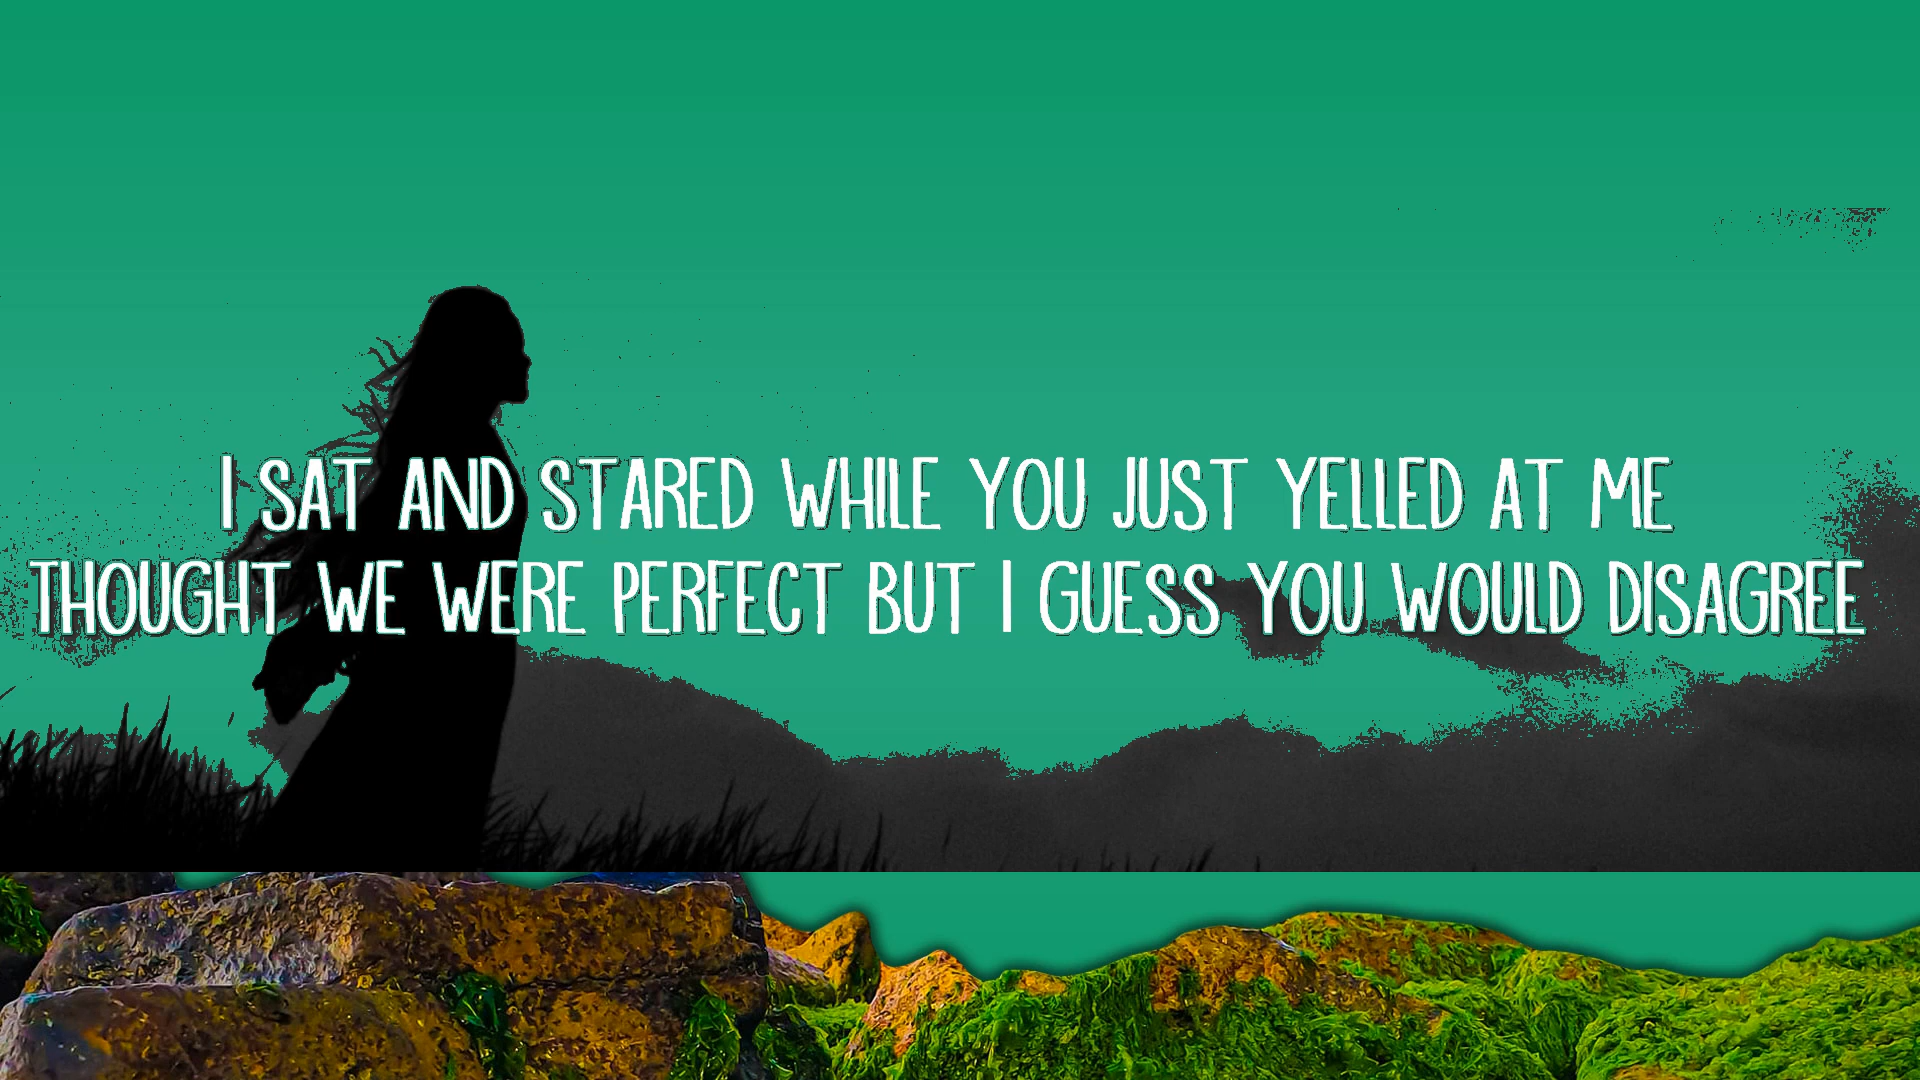 I SAT AND STARED WHILE YOU JUST YELLED AT ME
THOUGHT WE WERE PERFECT BUT I GUESS YOU WOULD DISAGREE